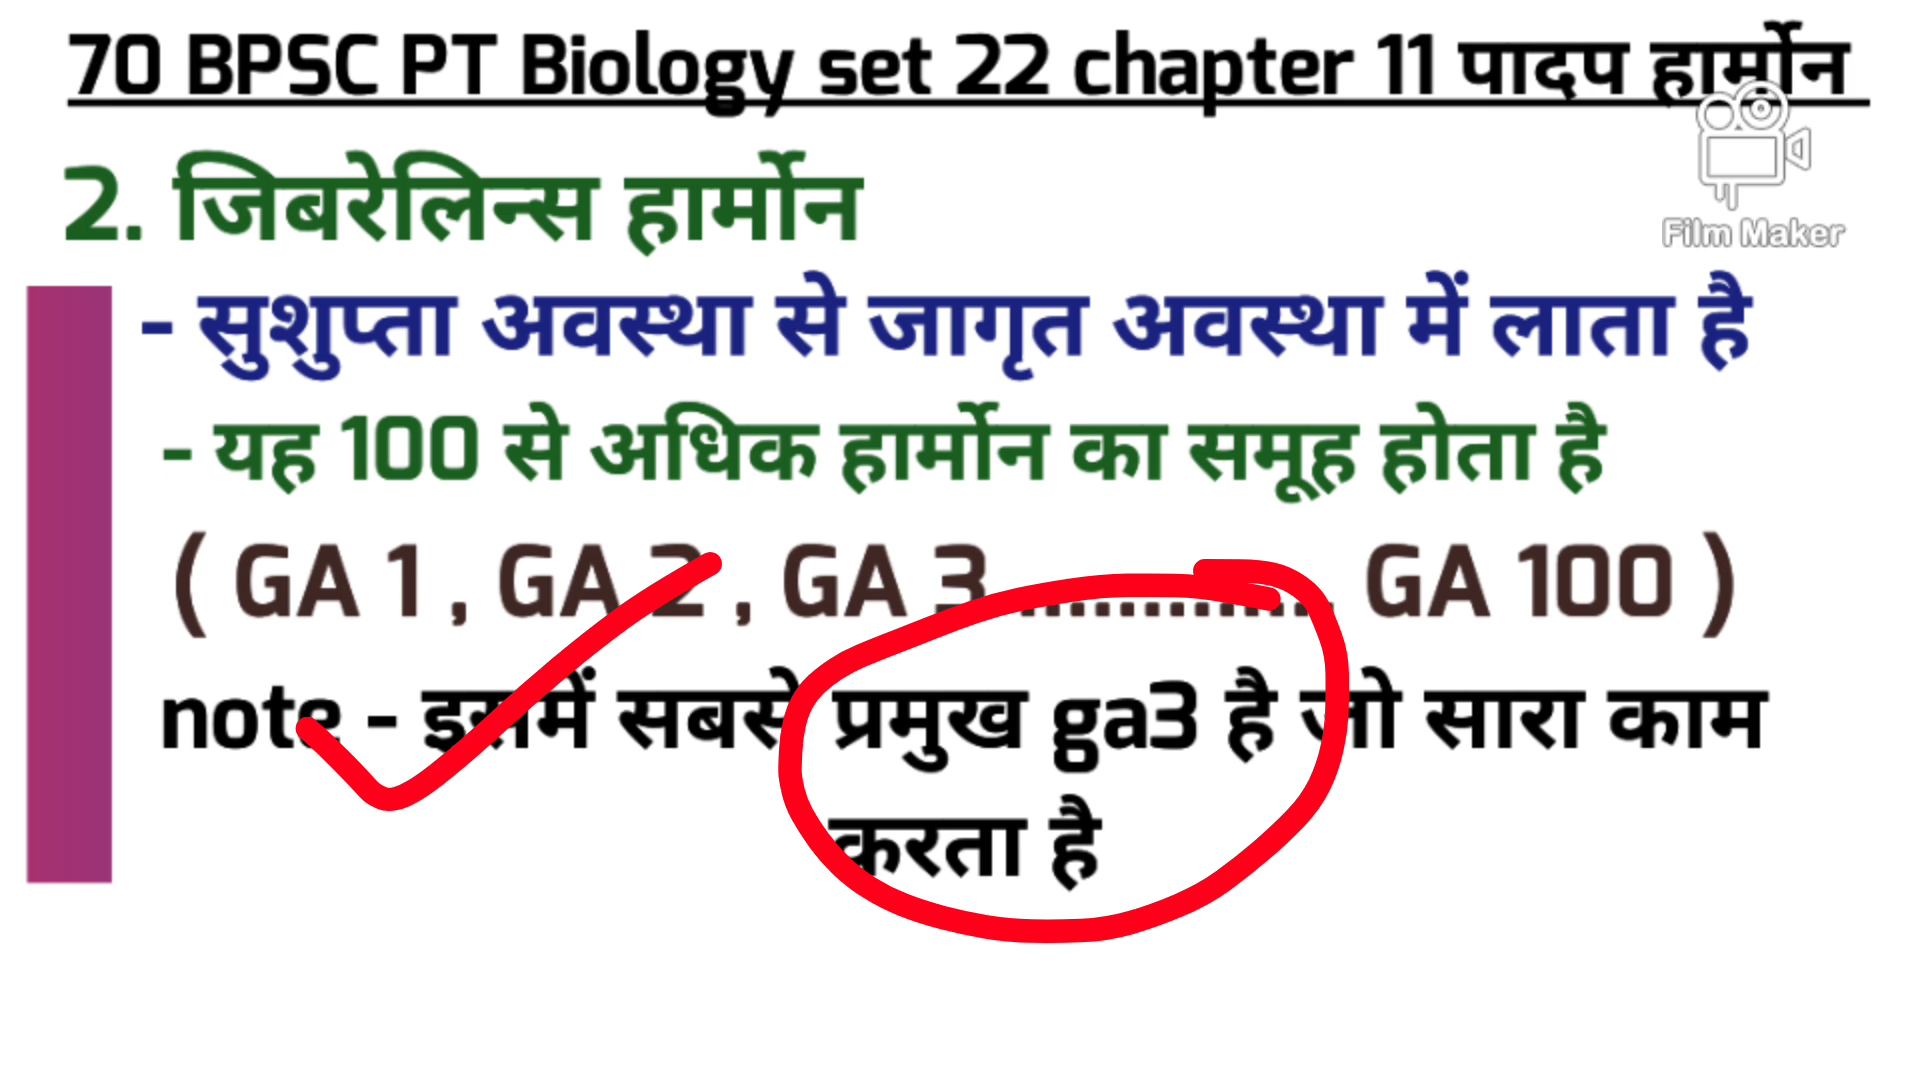 70 BPSC PT Biology set 22 chapter 11 पादप हार्मोन
Film Maker
2. जिबरेलिन्स हार्मोन
- सुशुप्ता अवस्था से जागृत अवस्था में लाता है
- यह 100 से अधिक हार्मोन का समूह होता है
( GA 1 , GA 2 , GA 3 ................ GA 100 )
note - इसमें सबसे प्रमुख ga3 है जो सारा काम
करता है